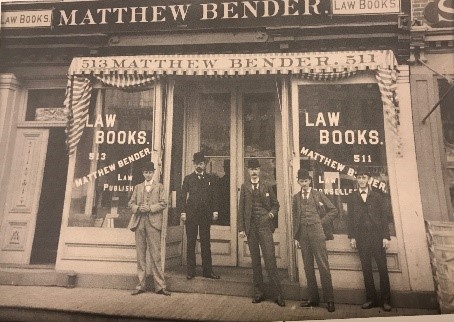 LAW BOOKS
MATTHEW BENDER.
LAW BOOKS
513 MATTHEW BENDER. 511
LAW
BOOKS.
513
MATTHEW BENDER,
LAW
PUBLISH
LAW
BOOKS.
511
MATTHEW BENDER,